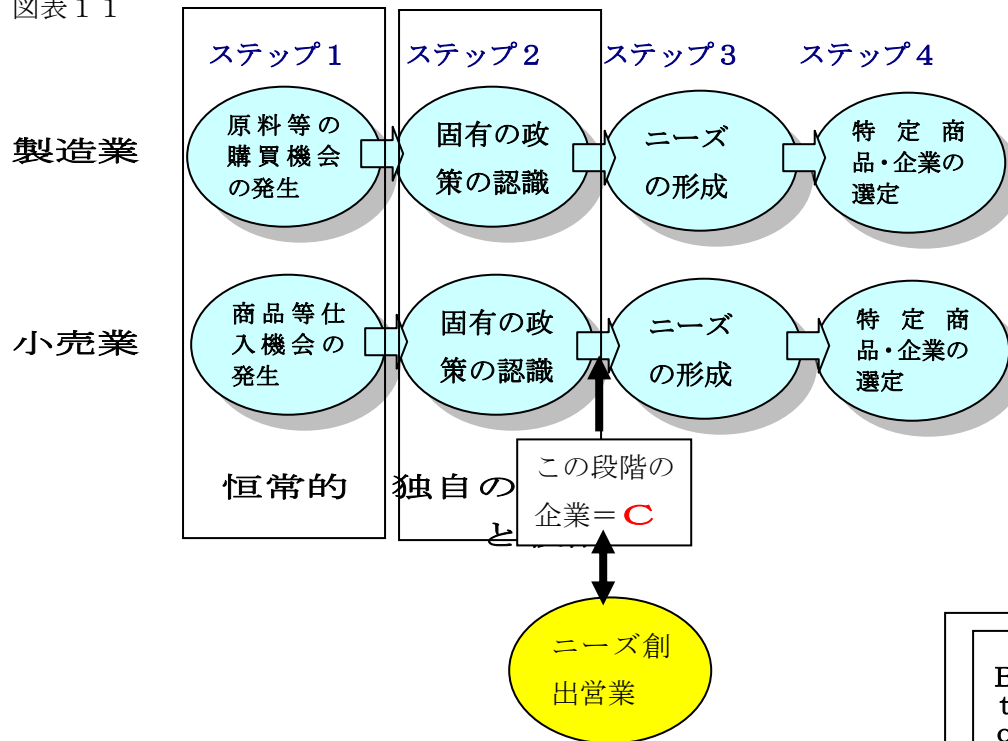 図表１１
ステップ１
ステップ２
ステップ３
ステップ４
製造業
原料等の
購買機会
の発生
固有の政
策の認識
ニーズ
の形成
特定商
品・企業の
選定
小売業
商品等仕
入機会の
発生
固有の政
策の認識
ニーズ
の形成
特定商
品・企業の
選定
恒常的
独自の
と
この段階の
企業＝Ｃ
ニーズ創
出営業